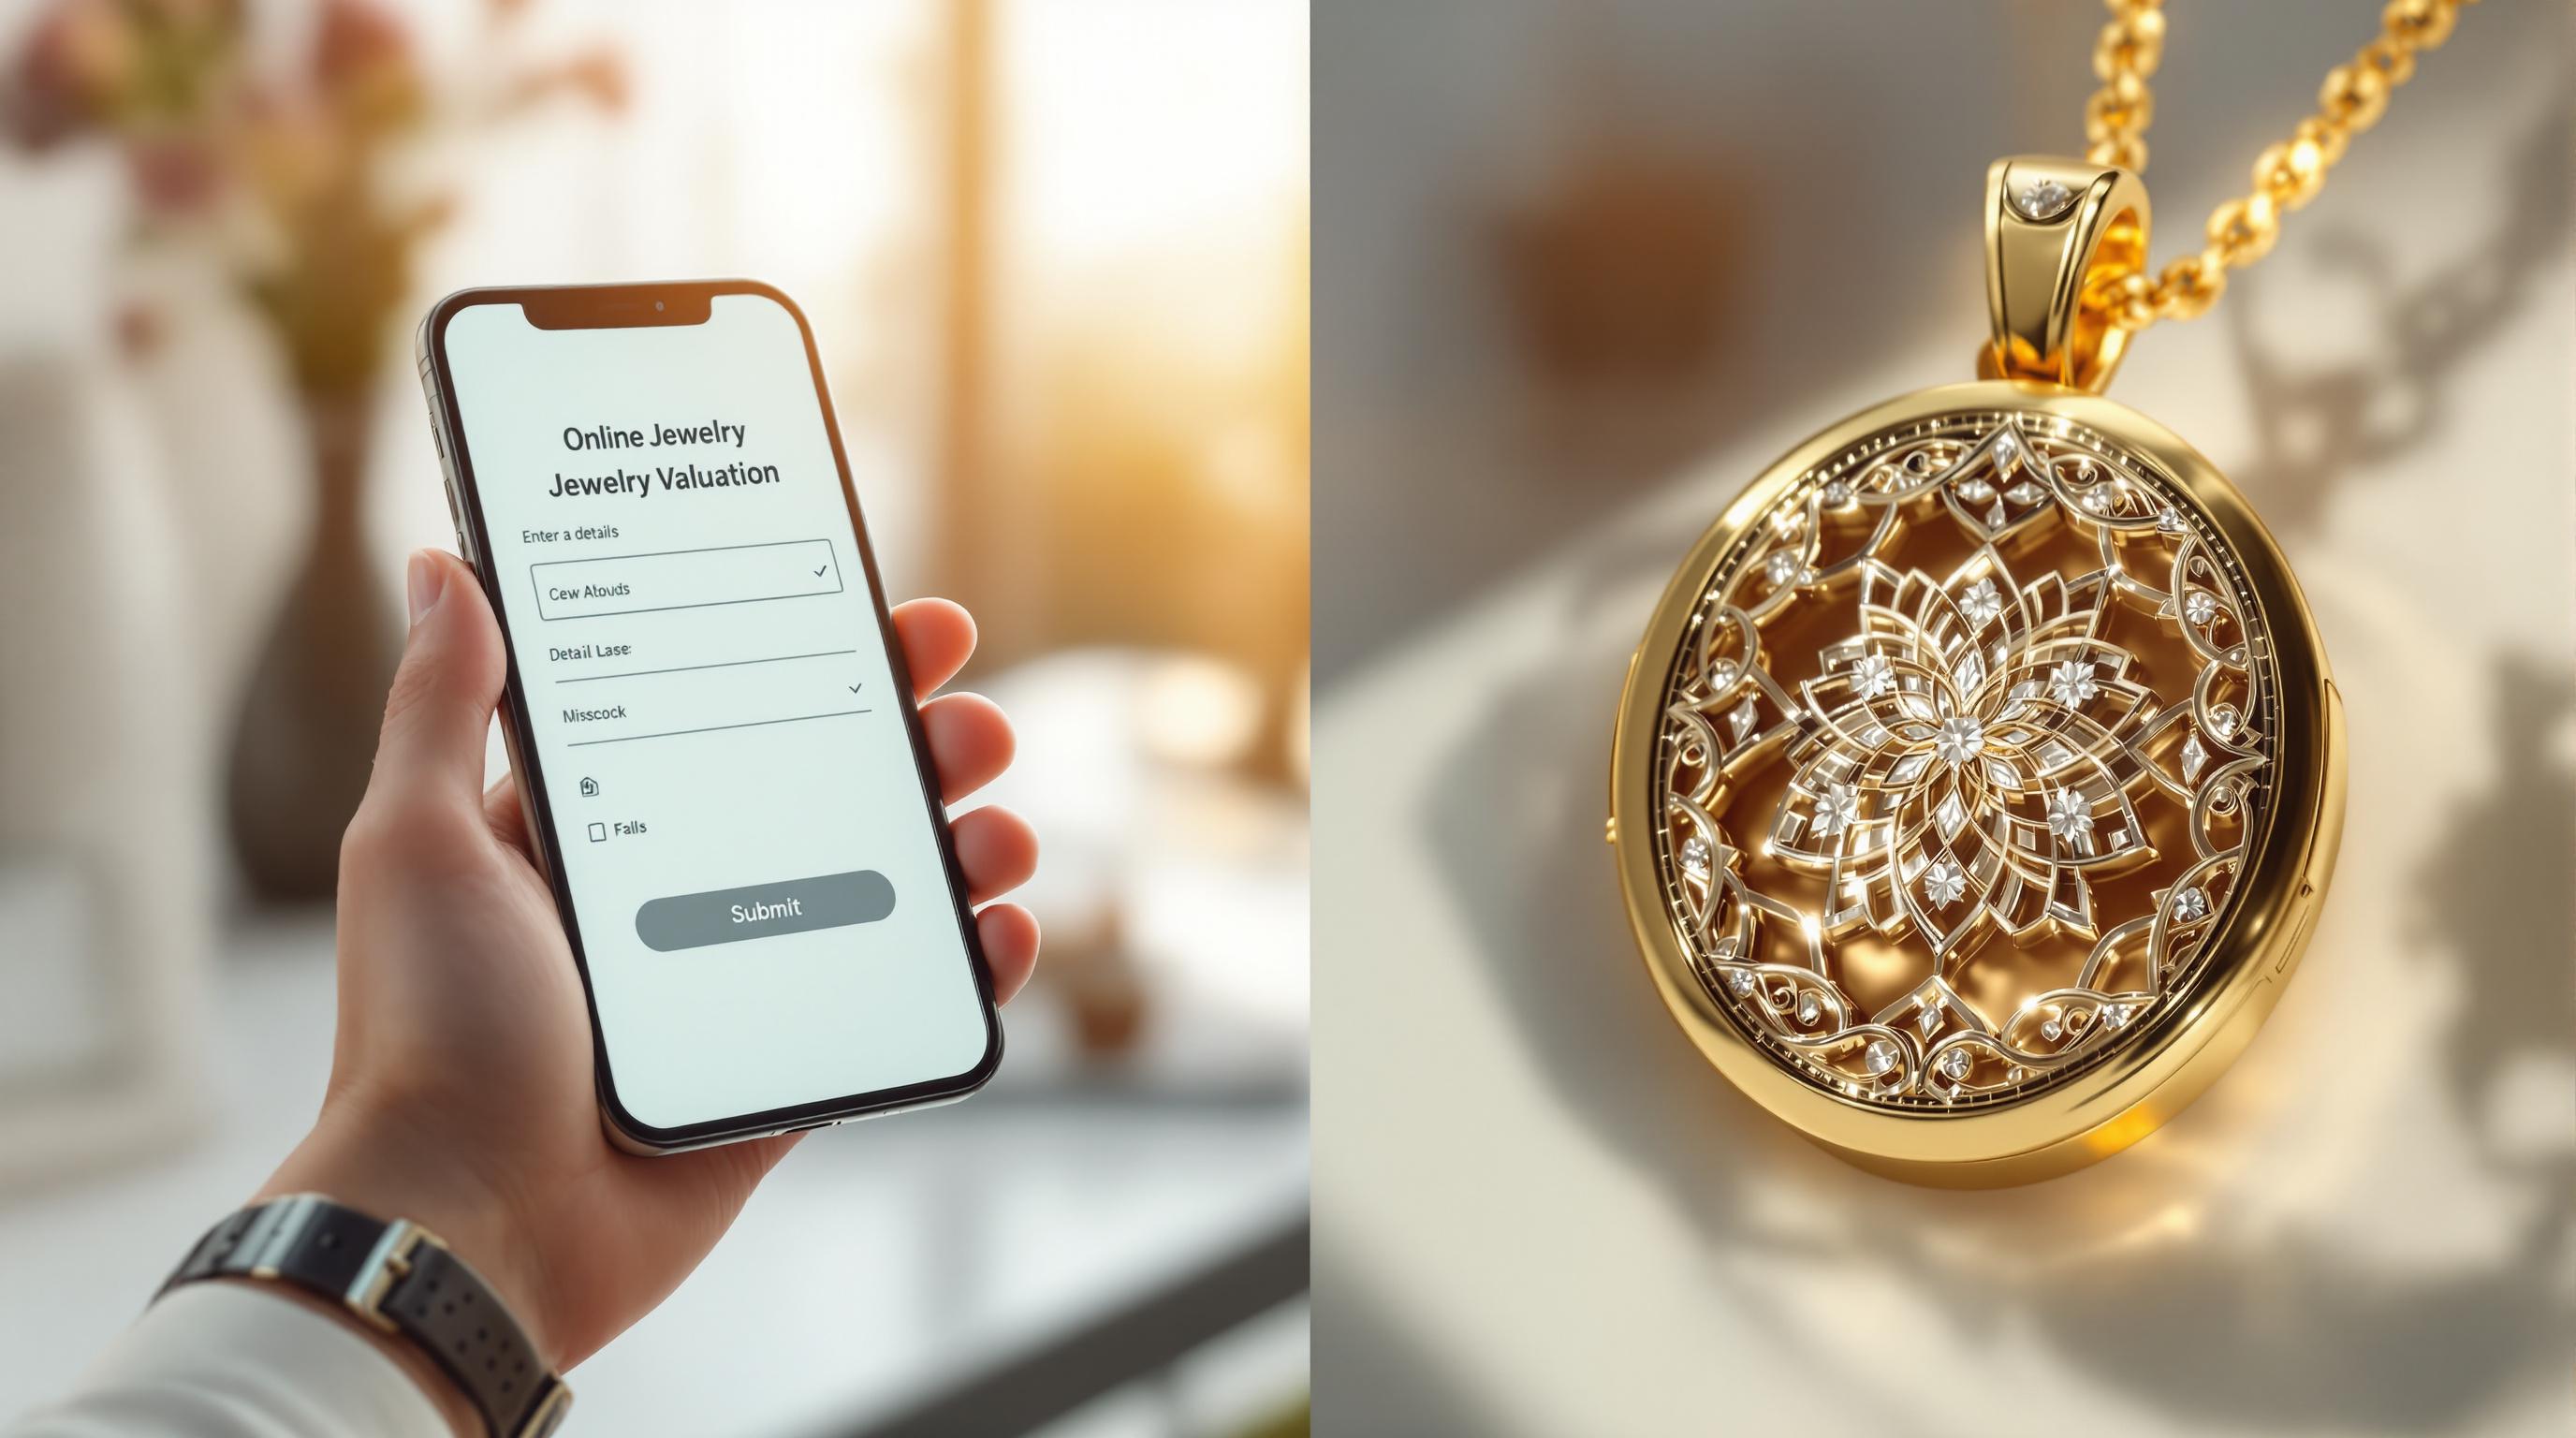 Online Jewelry
Jewelry Valuation
Enter a details
Cew Atouds
Detail Lase:
Misscock
Falls
Submit